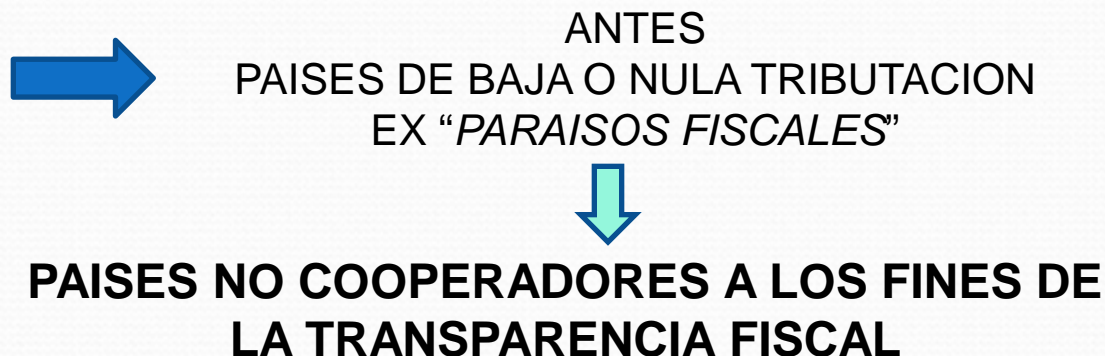 ANTES
PAISES DE BAJA O NULA TRIBUTACION
EX “PARAISOS FISCALES”
PAISES NO COOPERADORES A LOS FINES DE
LA TRANSPARENCIA FISCAL